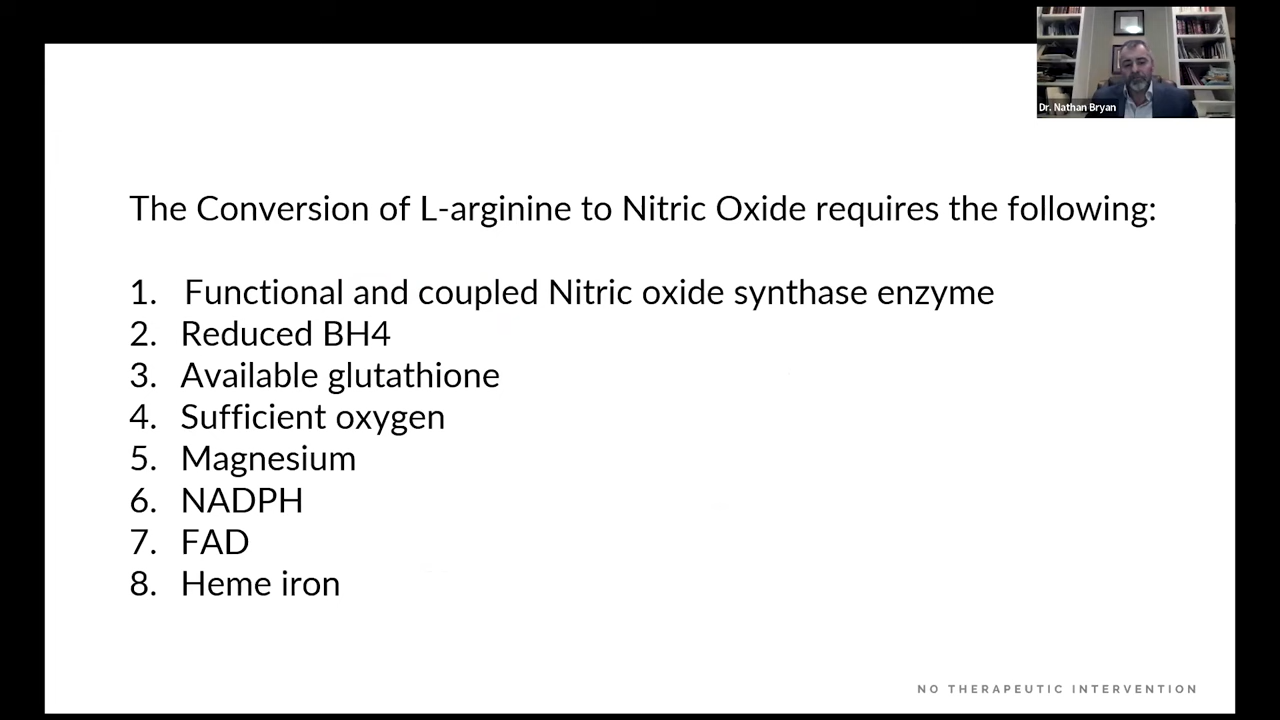 Dr. Nathan Bryan
The Conversion of L-arginine to Nitric Oxide requires the following:
1. Functional and coupled Nitric oxide synthase enzyme
2. Reduced BH4
3. Available glutathione
4. Sufficient oxygen
5. Magnesium
6. NADPH
7. FAD
8. Heme iron
NO THERAPEUTIC INTERVENTION